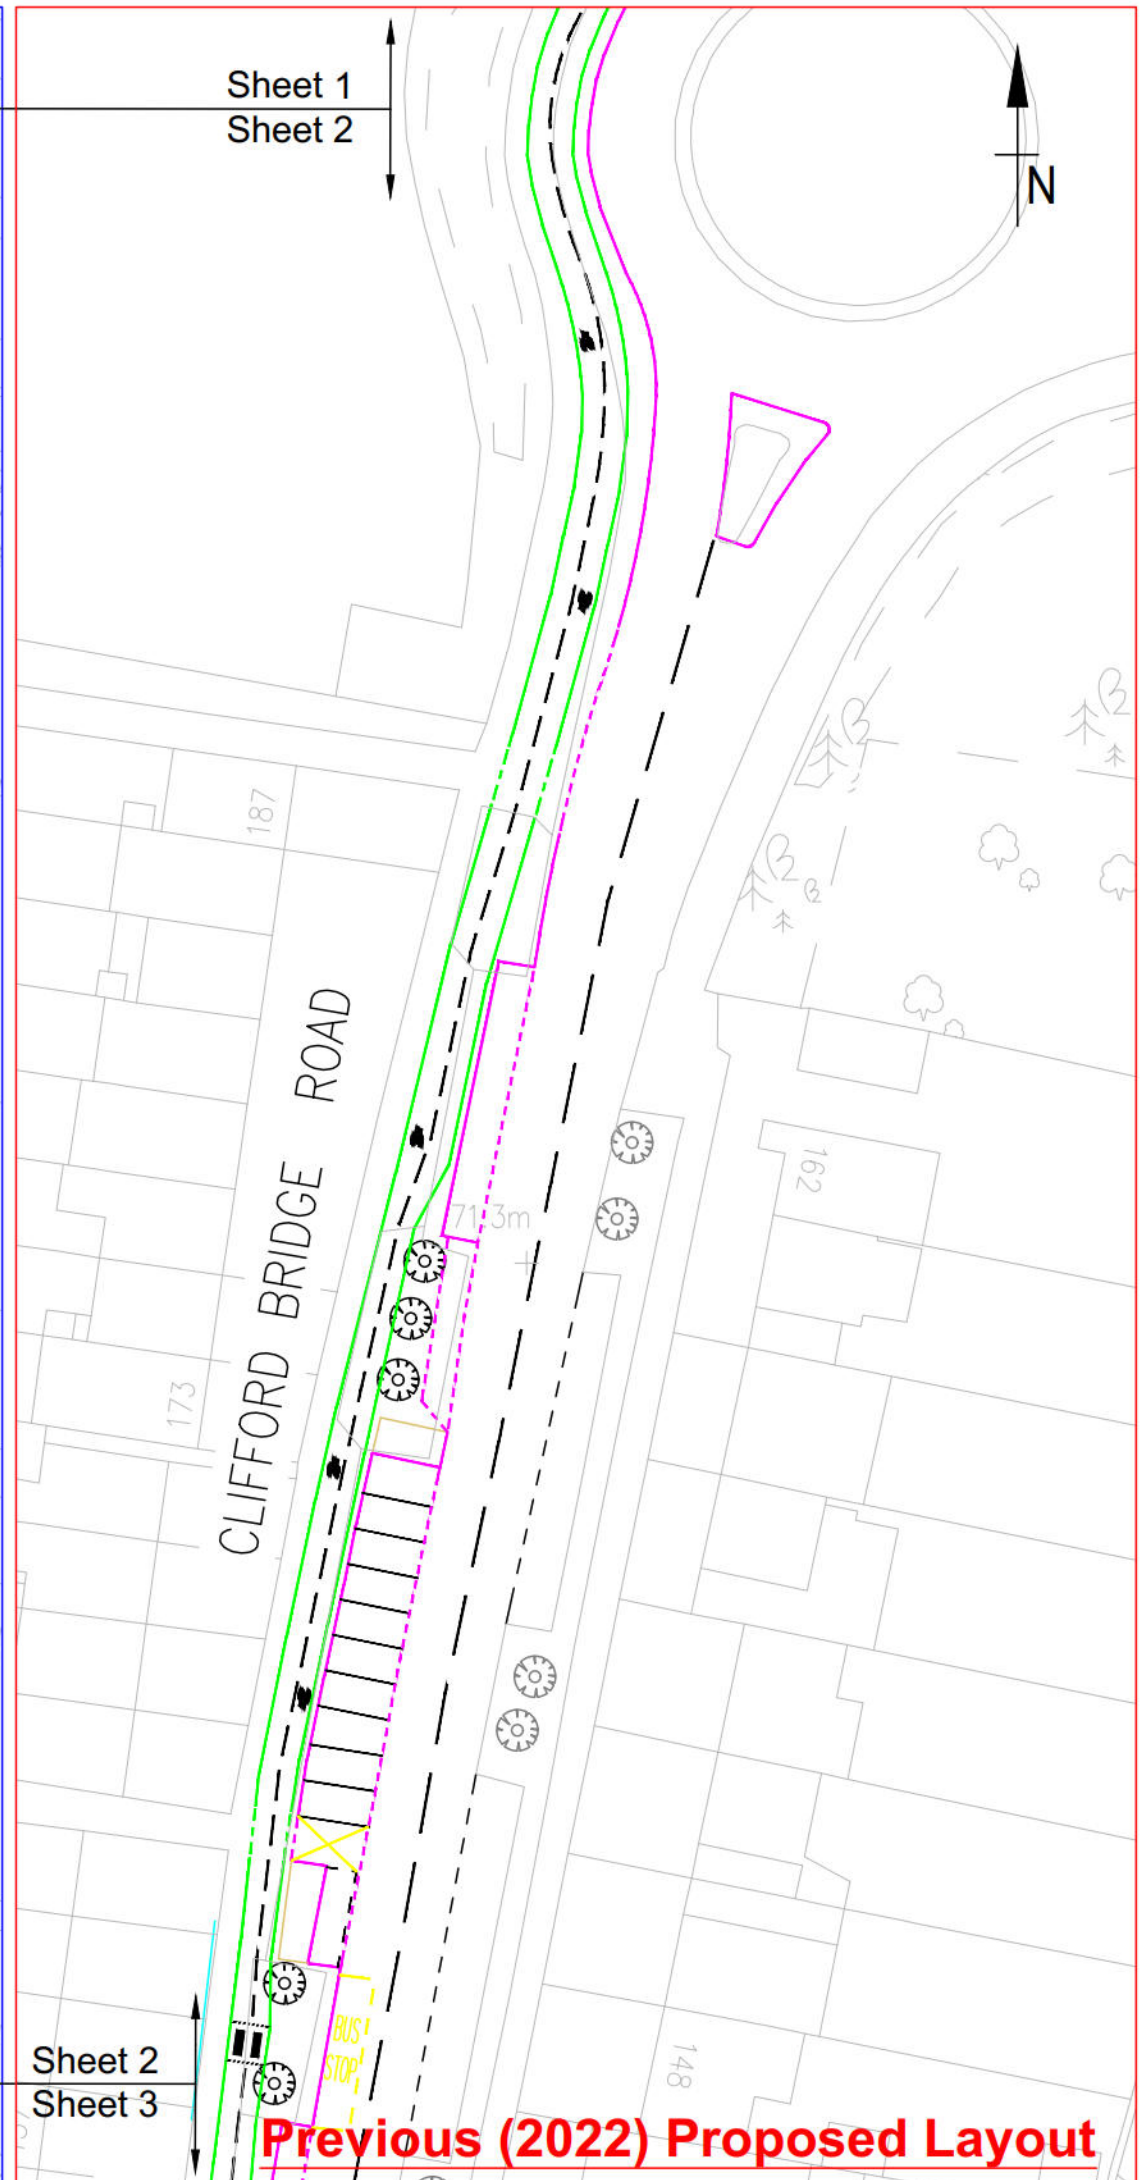 Sheet 1
Sheet 2
N
187
CLIFFORD BRIDGE ROAD
162
71.3m
173
BUS
STOP
148
Sheet 2
Sheet 3
Previous (2022) Proposed Layout